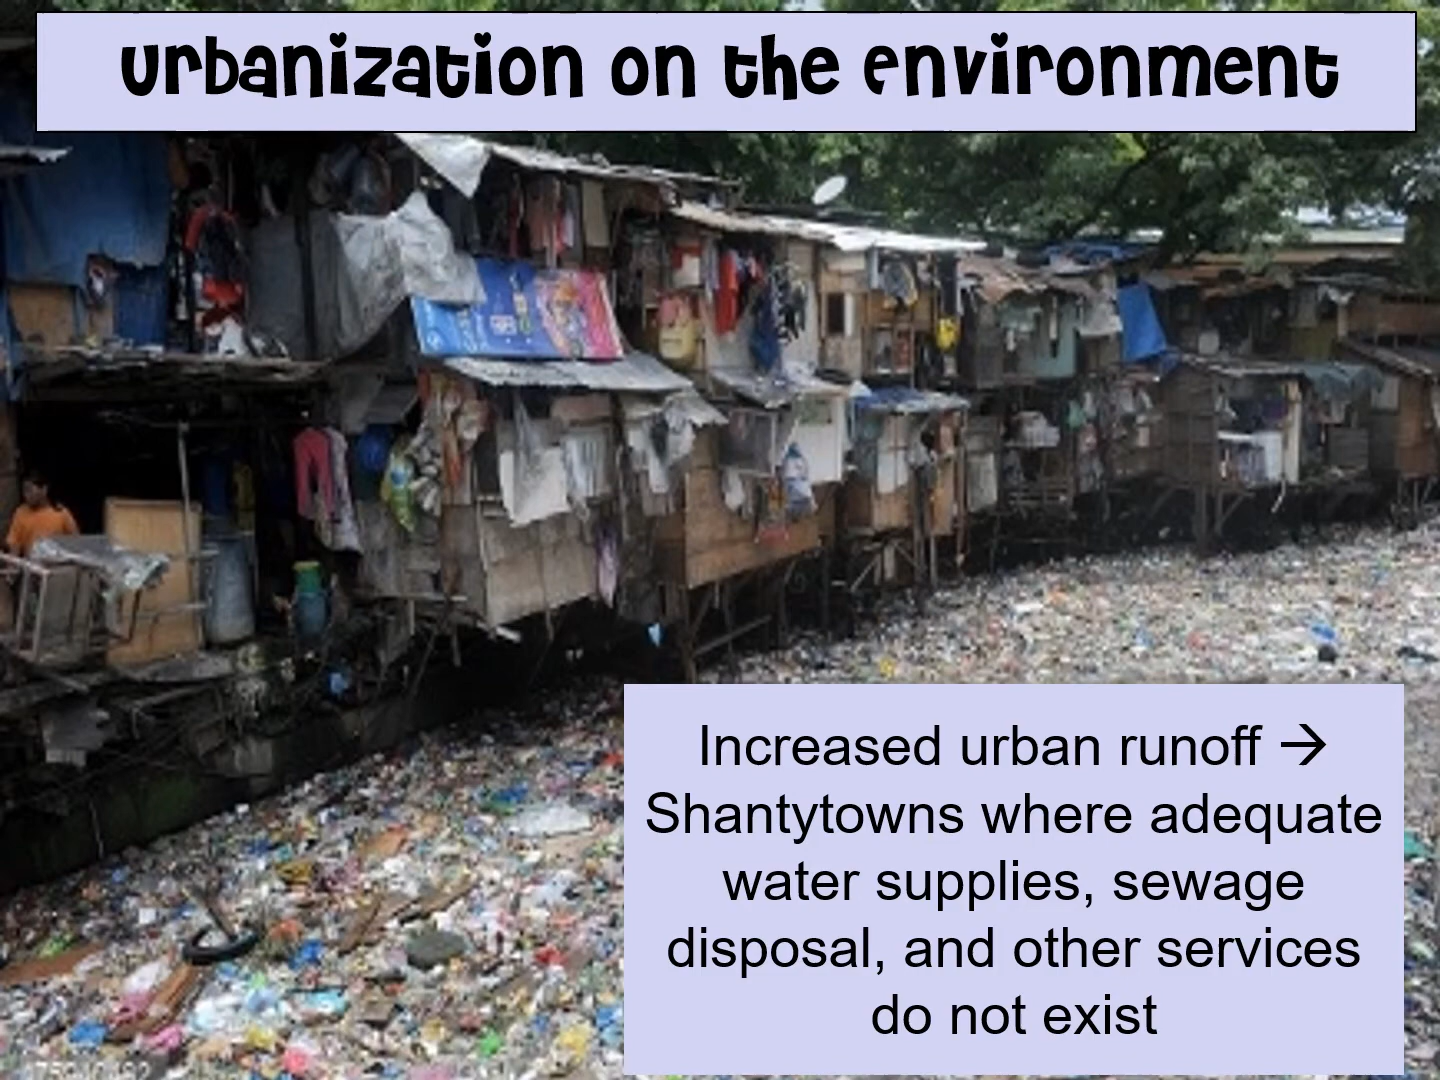 urbanization on the environment
Increased urban runoff →
Shantytowns where adequate
water supplies, sewage
disposal, and other services
do not exist